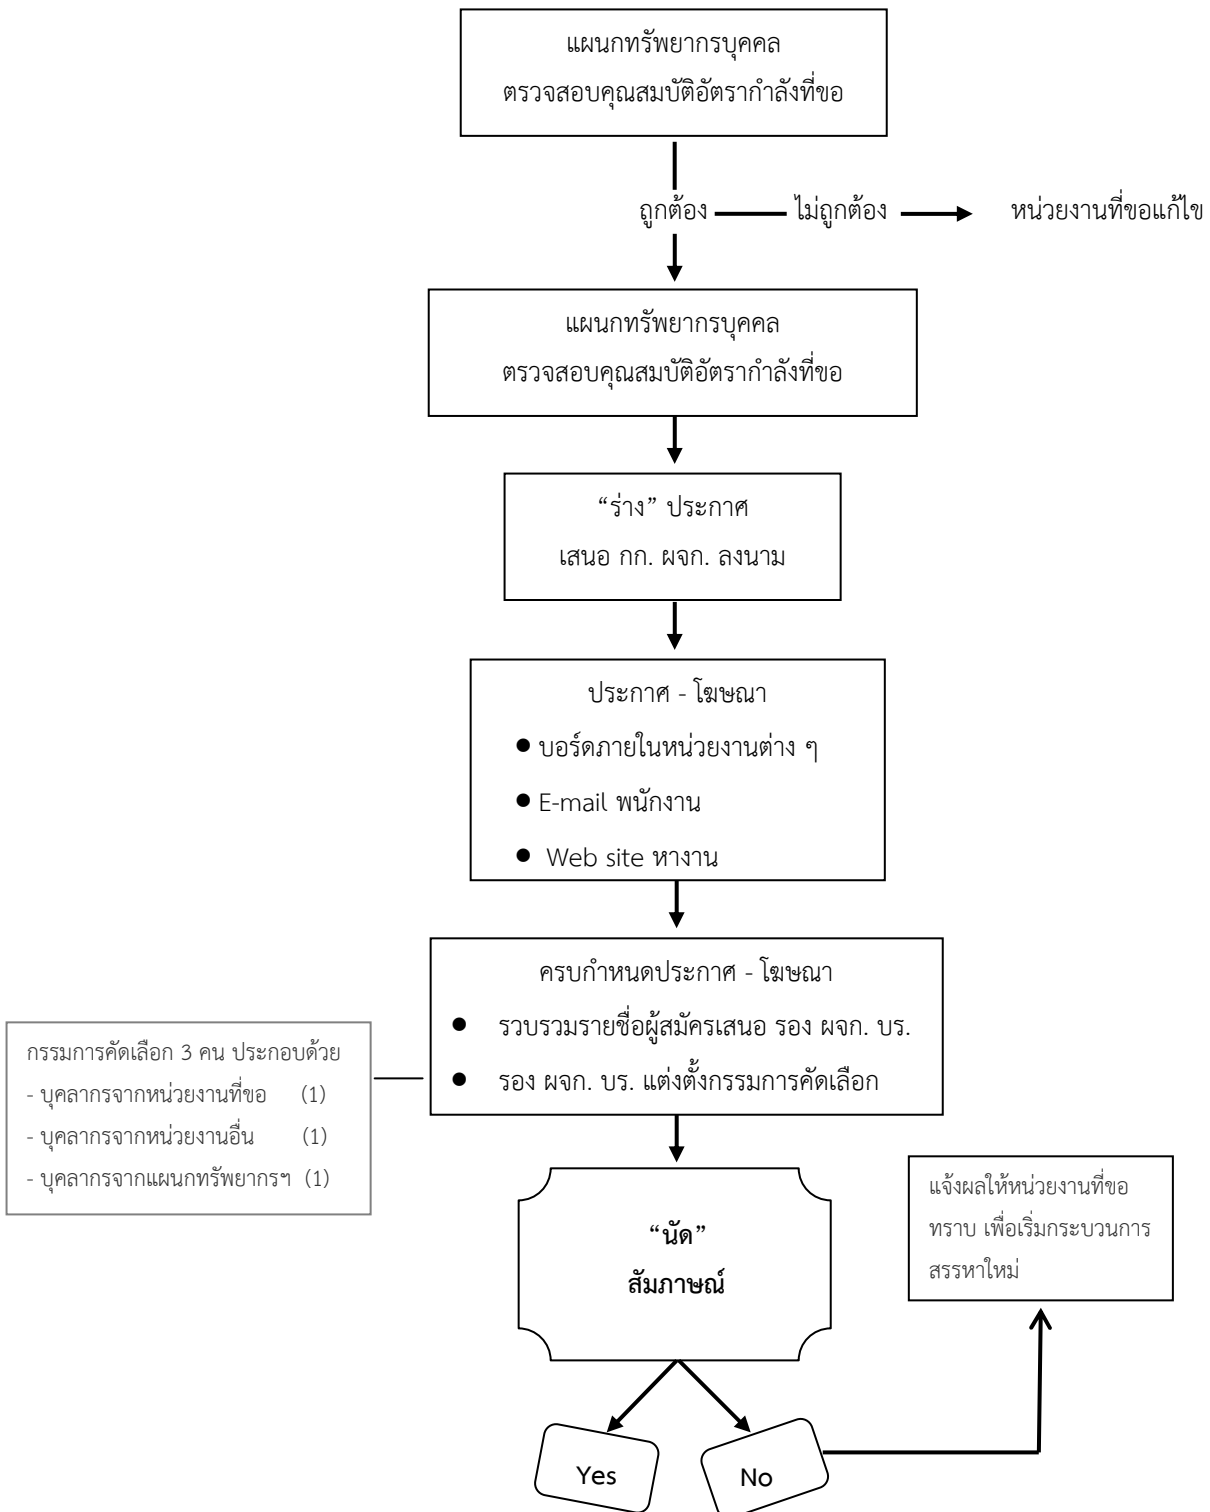 แผนกทรัพยากรบุคคล
ตรวจสอบคุณสมบัติอัตรากำลังที่ขอ
ถูกต้อง ไม่ถูกต้อง หน่วยงานที่ขอแก้ไข
แผนกทรัพยากรบุคคล
ตรวจสอบคุณสมบัติอัตรากำลังที่ขอ
“ร่าง” ประกาศ
เสนอ กก. ผจก. ลงนาม
ประกาศ - โฆษณา
● บอร์ดภายในหน่วยงานต่าง ๆ
● E-mail พนักงาน
● Web site หางาน
ครบกำหนดประกาศ - โฆษณา
● รวบรวมรายชื่อผู้สมัครเสนอ รอง ผจก. บร.
● รอง ผจก. บร. แต่งตั้งกรรมการคัดเลือก
กรรมการคัดเลือก 3 คน ประกอบด้วย
- บุคลากรจากหน่วยงานที่ขอ (1)
- บุคลากรจากหน่วยงานอื่น (1)
- บุคลากรจากแผนกทรัพยากรฯ (1)
“นัด”
สัมภาษณ์
แจ้งผลให้หน่วยงานที่ขอ
ทราบ เพื่อเริ่มกระบวนการ
สรรหาใหม่
Yes
No